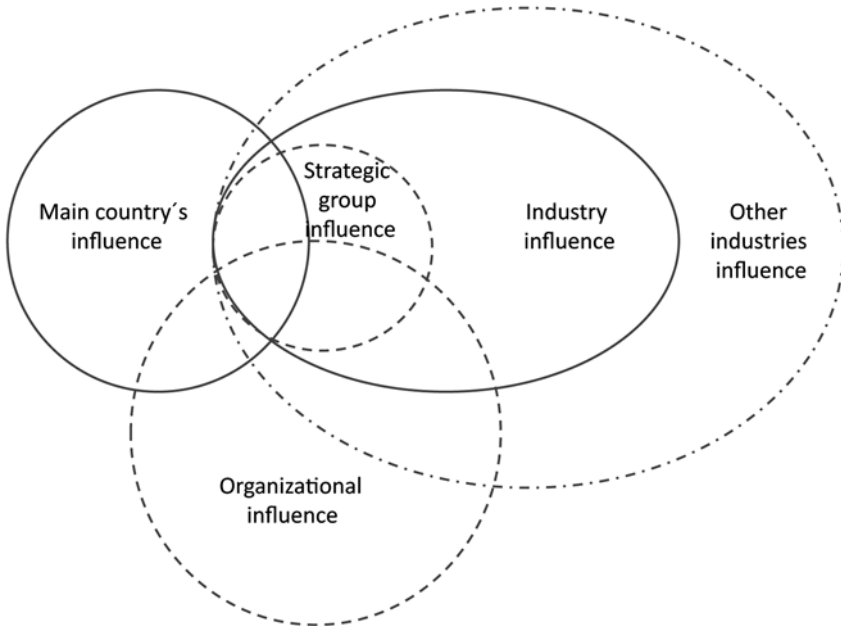 Main country´s
influence
Strategic
group
influence
Industry
influence
Other
industries
influence
Organizational
influence